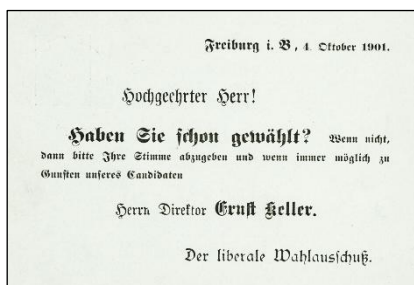 Freiburg i. B., 4. Oktober 1901.
Hochgeehrter Herr!
Haben Sie schon gewählt? Wenn nicht,
dann bitte Ihre Stimme abzugeben und wenn immer möglich zu
Gunsten unseres Candidaten
Herrn Direktor Ernst Keller.
Der liberale Wahlausschuß.